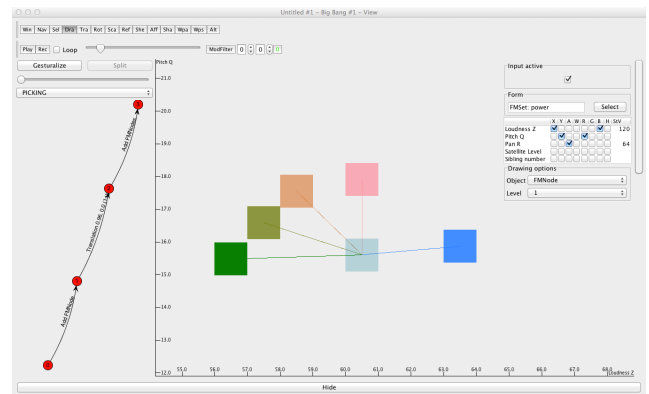 Untitled #1 – Big Bang #1 – View
Win Nav Sel Dra Tra Rot Sca Ref She Aff Sha Wpa Wps Alt
Play Rec Loop ModFilter 0 0 0
Gesturalize Split
PICKING
Add FMNodes
Add FMNode
Pitch Q
21.0
20.0
19.0
18.0
17.0
16.0
15.0
14.0
13.0
12.0
55.0 56.0 57.0 58.0 59.0 60.0 61.0 62.0 63.0 64.0 65.0 66.0 67.0 68.0 Loudness Z
Input active
Form
FMSet: power Select
X Y A W R G B H StV
Loudness Z 120
Pitch Q
Pan R 64
Satellite Level
Sibling number
Drawing options
Object FMNode
Level 1
Hide